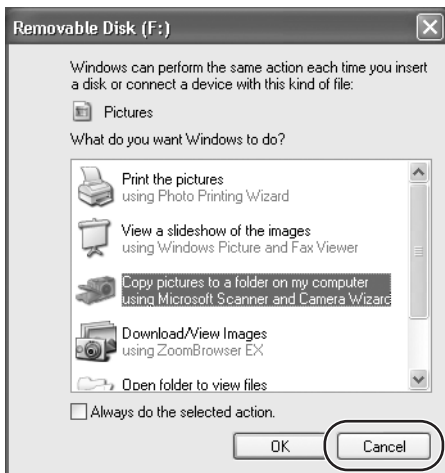 Removable Disk (F:)
Windows can perform the same action each time you insert
a disk or connect a device with this kind of file:
Pictures
What do you want Windows to do?
Print the pictures
using Photo Printing Wizard
View a slideshow of the images
using Windows Picture and Fax Viewer
Copy pictures to a folder on my computer
using Microsoft Scanner and Camera Wizard
Download/View Images
using ZoomBrowser EX
Open folder to view files
Always do the selected action.
OK
Cancel